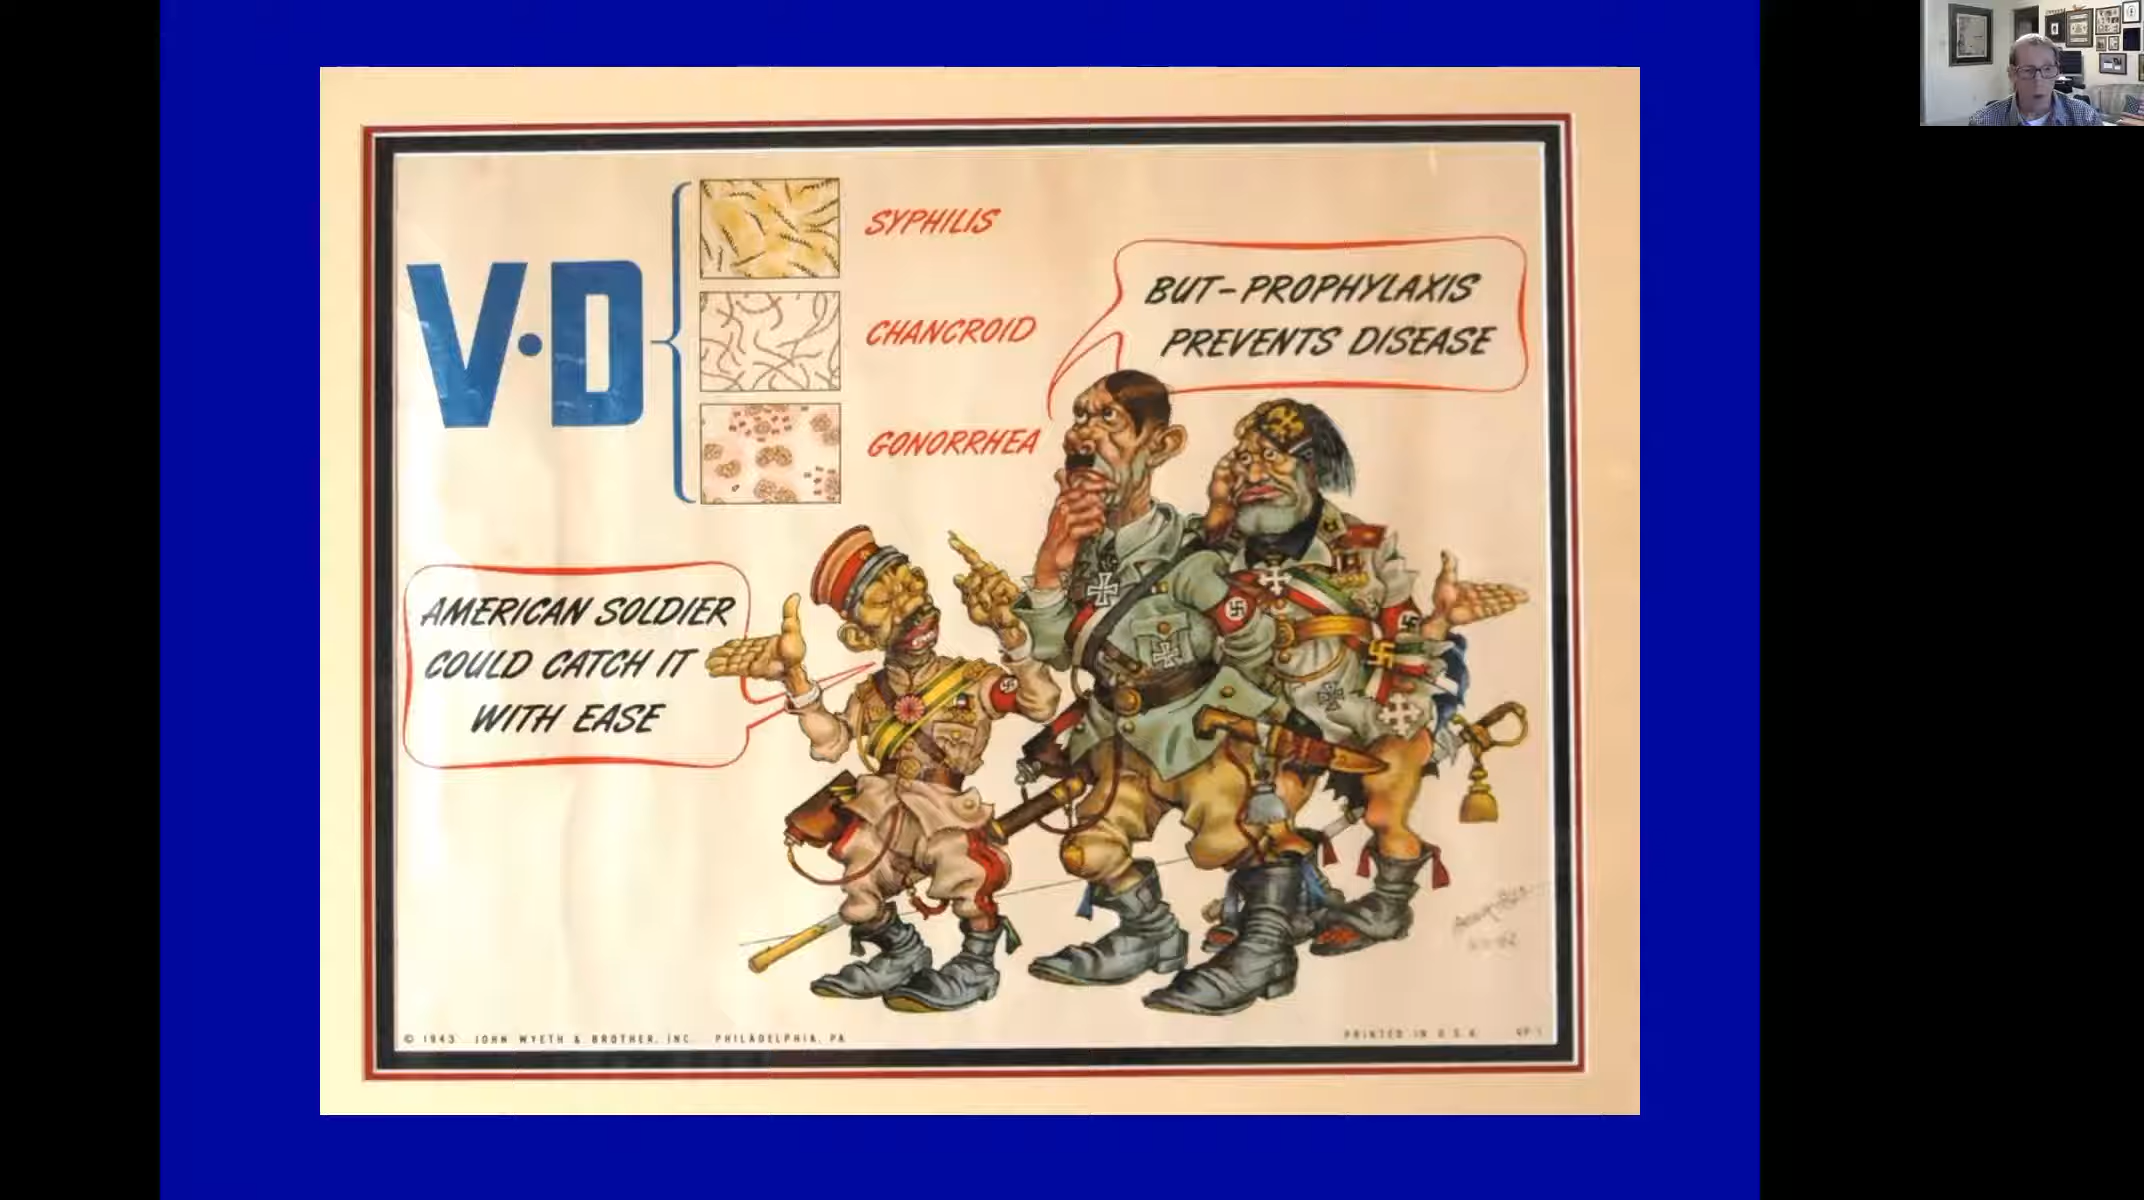 V·D
SYPHILIS
CHANCROID
GONORRHEA
BUT-PROPHYLAXIS
PREVENTS DISEASE
AMERICAN SOLDIER
COULD CATCH IT
WITH EASE
© 1943 JOHN WYETH & BROTHER, INC. PHILADELPHIA, PA
PRINTED IN U.S.A.